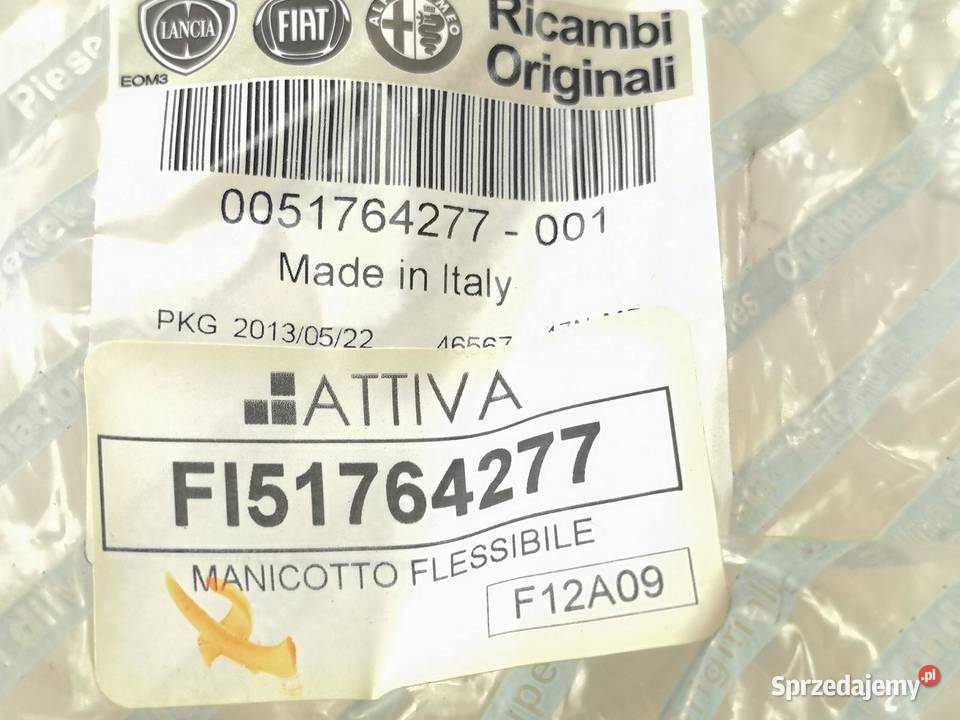 LANCIA
FIAT
Ricambi
Originali
EOM3
0051764277 - 001
Made in Italy
PKG 2013/05/22 46567
ATTIVA
FI51764277
MANICOTTO FLESSIBILE
F12A09
Sprzedajemy.pl